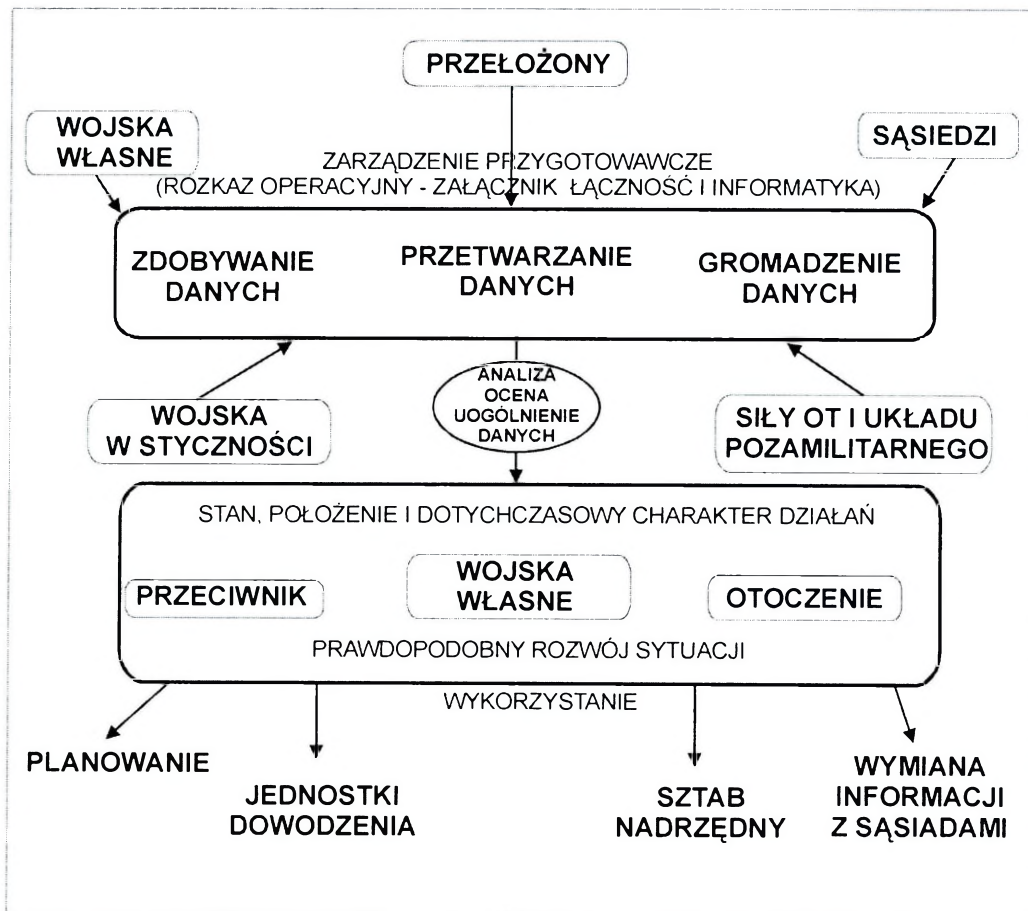 PRZEŁOŻONY
WOJSKA
WŁASNE
SĄSIEDZI
ZARZĄDZENIE PRZYGOTOWAWCZE
(ROZKAZ OPERACYJNY - ZAŁĄCZNIK ŁĄCZNOŚĆ I INFORMATYKA)
ZDOBYWANIE
DANYCH
PRZETWARZANIE
DANYCH
GROMADZENIE
DANYCH
ANALIZA
OCENA
UOGÓLNIENIE
DANYCH
WOJSKA
W STYCZNOŚCI
SIŁY OT I UKŁADU
POZAMILITARNEGO
STAN, POŁOŻENIE I DOTYCHCZASOWY CHARAKTER DZIAŁAŃ
PRZECIWNIK
WOJSKA
WŁASNE
OTOCZENIE
PRAWDOPODOBNY ROZWÓJ SYTUACJI
WYKORZYSTANIE
PLANOWANIE
JEDNOSTKI
DOWODZENIA
SZTAB
NADRZĘDNY
WYMIANA
INFORMACJI
Z SĄSIADAMI